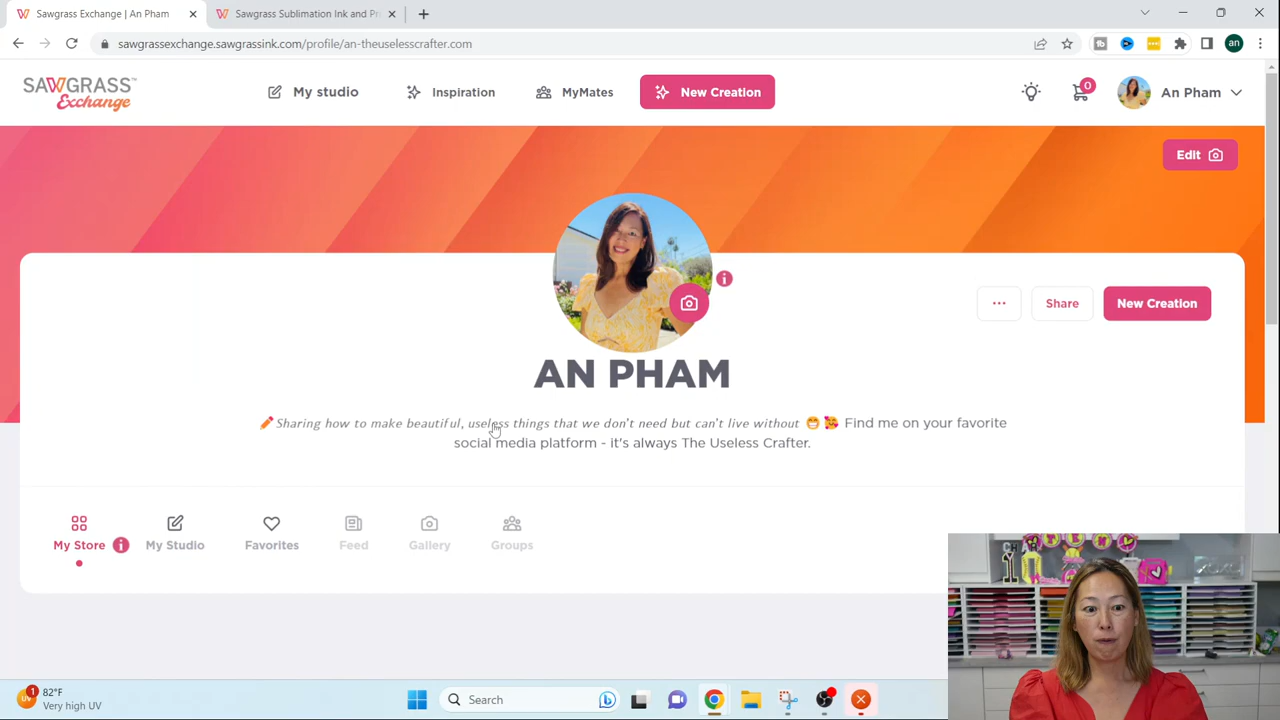 Sawgrass Exchange | An Pham
Sawgrass Sublimation Ink and Pri
sawgrassexchange.sawgrassink.com/profile/an-theuselesscrafter.com
an
SAWGRASS™
Exchange
My studio
Inspiration
MyMates
New Creation
0
An Pham
Edit
Share
New Creation
AN PHAM
Sharing how to make beautiful, useless things that we don't need but can't live without 😁 🥰 Find me on your favorite
social media platform - it's always The Useless Crafter.
My Store
My Studio
Favorites
Feed
Gallery
Groups
82°F
Very high UV
Search